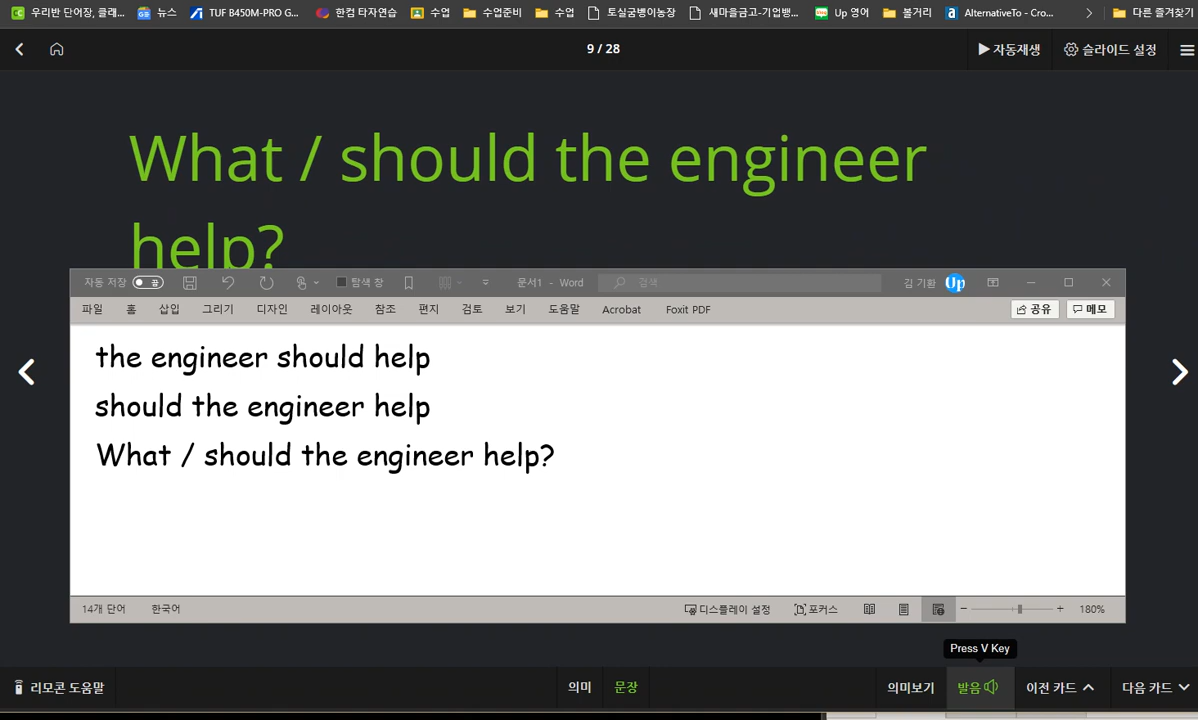 우리반 단어장, 클래... 뉴스 TUF B450M-PRO G... 한컴 타자연습 수업 수업준비 수업 토실굼벵이농장 새마을금고-기업뱅... Up 영어 볼거리 AlternativeTo - Cro... 다른 즐겨찾기
9 / 28 자동재생 슬라이드 설정
What / should the engineer
help?
자동 저장 끔 탐색 창 문서1 - Word 검색 김 기환 Up
파일 홈 삽입 그리기 디자인 레이아웃 참조 편지 검토 보기 도움말 Acrobat Foxit PDF 공유 메모
the engineer should help
should the engineer help
What / should the engineer help?
14개 단어 한국어 디스플레이 설정 포커스 180%
Press V Key
리모콘 도움말 의미 문장 의미보기 발음 이전 카드 다음 카드